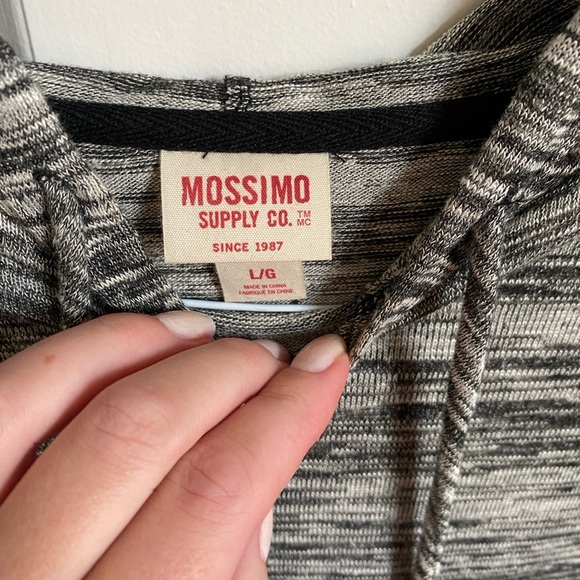 MOSSIMO
SUPPLY CO. TM MC
SINCE 1987
L/G
MADE IN CHINA
FABRIQUÉ EN CHINE